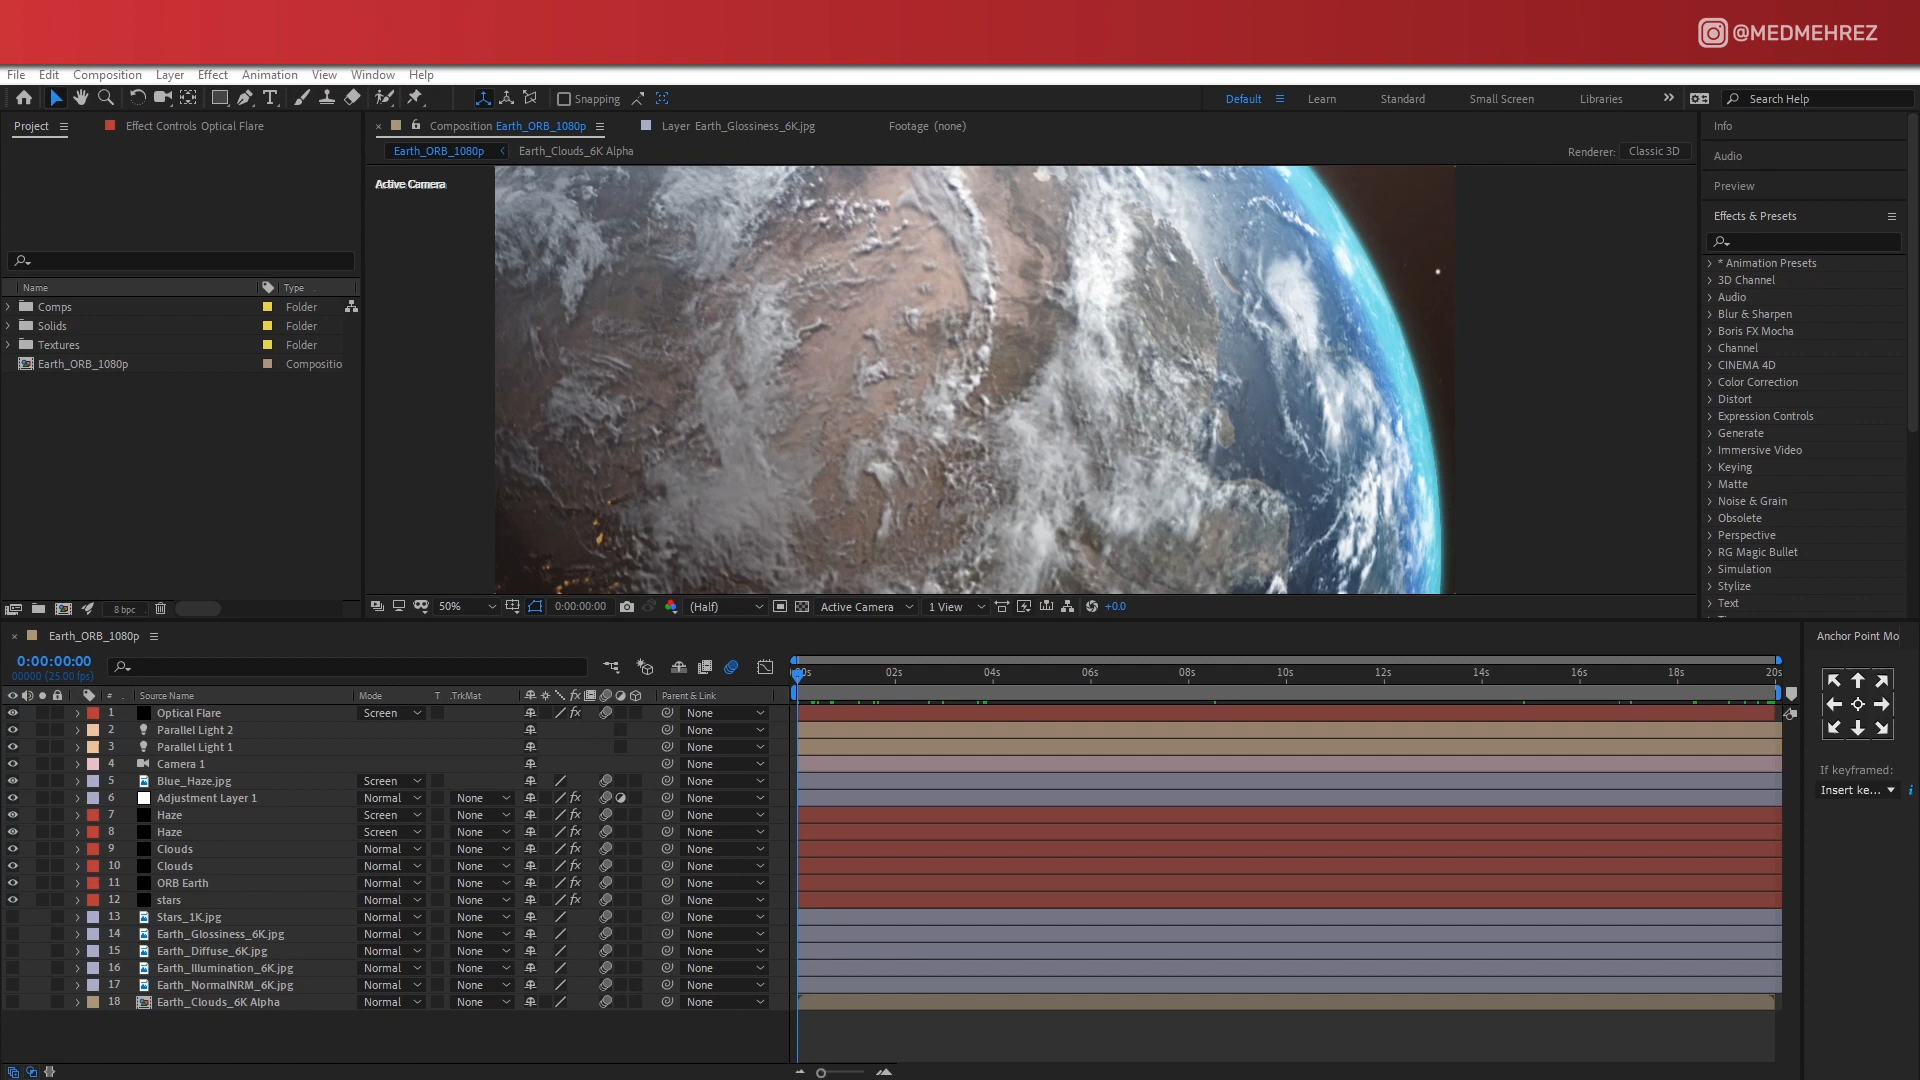 @MEDMEHREZ
File Edit Composition Layer Effect Animation View Window Help
Snapping
Default Learn Standard Small Screen Libraries Search Help
Project Effect Controls Optical Flare
Composition Earth_ORB_1080p Layer Earth_Glossiness_6K.jpg Footage (none)
Earth_ORB_1080p Earth_Clouds_6K Alpha
Renderer: Classic 3D
Active Camera
Name Type
Comps Folder
Solids Folder
Textures Folder
Earth_ORB_1080p Compositio
8 bpc
50% 0:00:00:00 (Half) Active Camera 1 View +0.0
Info
Audio
Preview
Effects & Presets
* Animation Presets
3D Channel
Audio
Blur & Sharpen
Boris FX Mocha
Channel
CINEMA 4D
Color Correction
Distort
Expression Controls
Generate
Immersive Video
Keying
Matte
Noise & Grain
Obsolete
Perspective
RG Magic Bullet
Simulation
Stylize
Text
Earth_ORB_1080p
0:00:00:00
00000 (25.00 fps)
02s 04s 06s 08s 10s 12s 14s 16s 18s 20s
# Source Name Mode T .TrkMat fx Parent & Link
1 Optical Flare Screen fx None
2 Parallel Light 2 None
3 Parallel Light 1 None
4 Camera 1 None
5 Blue_Haze.jpg Screen None
6 Adjustment Layer 1 Normal None fx None
7 Haze Screen None fx None
8 Haze Screen None fx None
9 Clouds Normal None fx None
10 Clouds Normal None fx None
11 ORB Earth Normal None fx None
12 stars Normal None fx None
13 Stars_1K.jpg Normal None None
14 Earth_Glossiness_6K.jpg Normal None None
15 Earth_Diffuse_6K.jpg Normal None None
16 Earth_Illumination_6K.jpg Normal None None
17 Earth_NormalNRM_6K.jpg Normal None None
18 Earth_Clouds_6K Alpha Normal None None
Anchor Point Mo
If keyframed:
Insert ke...